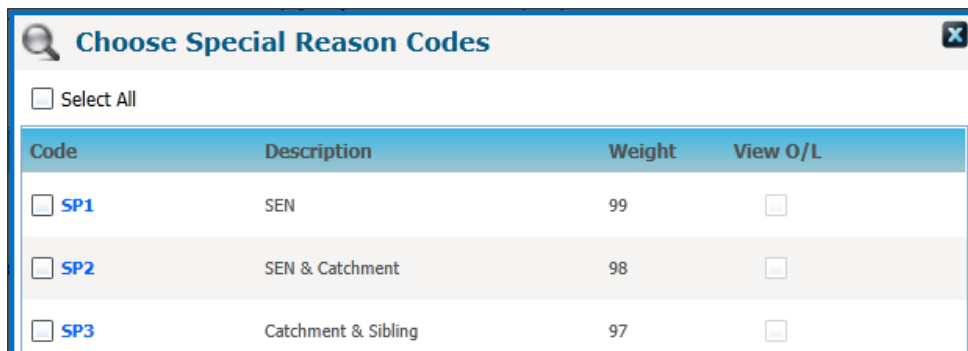 Choose Special Reason Codes
Select All
Code Description Weight View O/L
SP1 SEN 99
SP2 SEN & Catchment 98
SP3 Catchment & Sibling 97